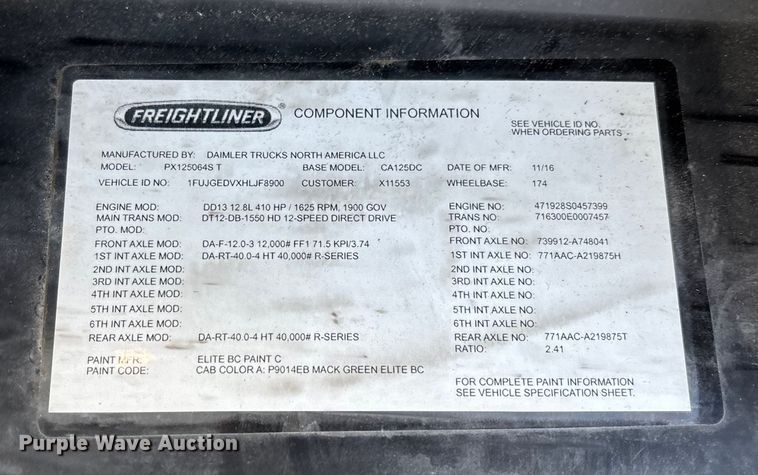 FREIGHTLINER® COMPONENT INFORMATION
SEE VEHICLE ID NO.
WHEN ORDERING PARTS
MANUFACTURED BY: DAIMLER TRUCKS NORTH AMERICA LLC
MODEL: PX125064S T BASE MODEL: CA125DC DATE OF MFR: 11/16
VEHICLE ID NO: 1FUJGEDVXHLJF8900 CUSTOMER: X11553 WHEELBASE: 174
ENGINE MOD: DD13 12.8L 410 HP / 1625 RPM, 1900 GOV ENGINE NO: 471928S0457399
MAIN TRANS MOD: DT12-DB-1550 HD 12-SPEED DIRECT DRIVE TRANS NO: 716300E0007457
PTO. MOD: PTO. NO:
FRONT AXLE MOD: DA-F-12.0-3 12,000# FF1 71.5 KPI/3.74 FRONT AXLE NO: 739912-A748041
1ST INT AXLE MOD: DA-RT-40.0-4 HT 40,000# R-SERIES 1ST INT AXLE NO: 771AAC-A219875H
2ND INT AXLE MOD: 2ND INT AXLE NO:
3RD INT AXLE MOD: 3RD INT AXLE NO:
4TH INT AXLE MOD: 4TH INT AXLE NO:
5TH INT AXLE MOD: 5TH INT AXLE NO:
6TH INT AXLE MOD: 6TH INT AXLE NO:
REAR AXLE MOD: DA-RT-40.0-4 HT 40,000# R-SERIES REAR AXLE NO: 771AAC-A219875T
RATIO: 2.41
PAINT MFR: ELITE BC PAINT C
PAINT CODE: CAB COLOR A: P9014EB MACK GREEN ELITE BC
FOR COMPLETE PAINT INFORMATION
SEE VEHICLE SPECIFICATION SHEET.
Purple Wave Auction